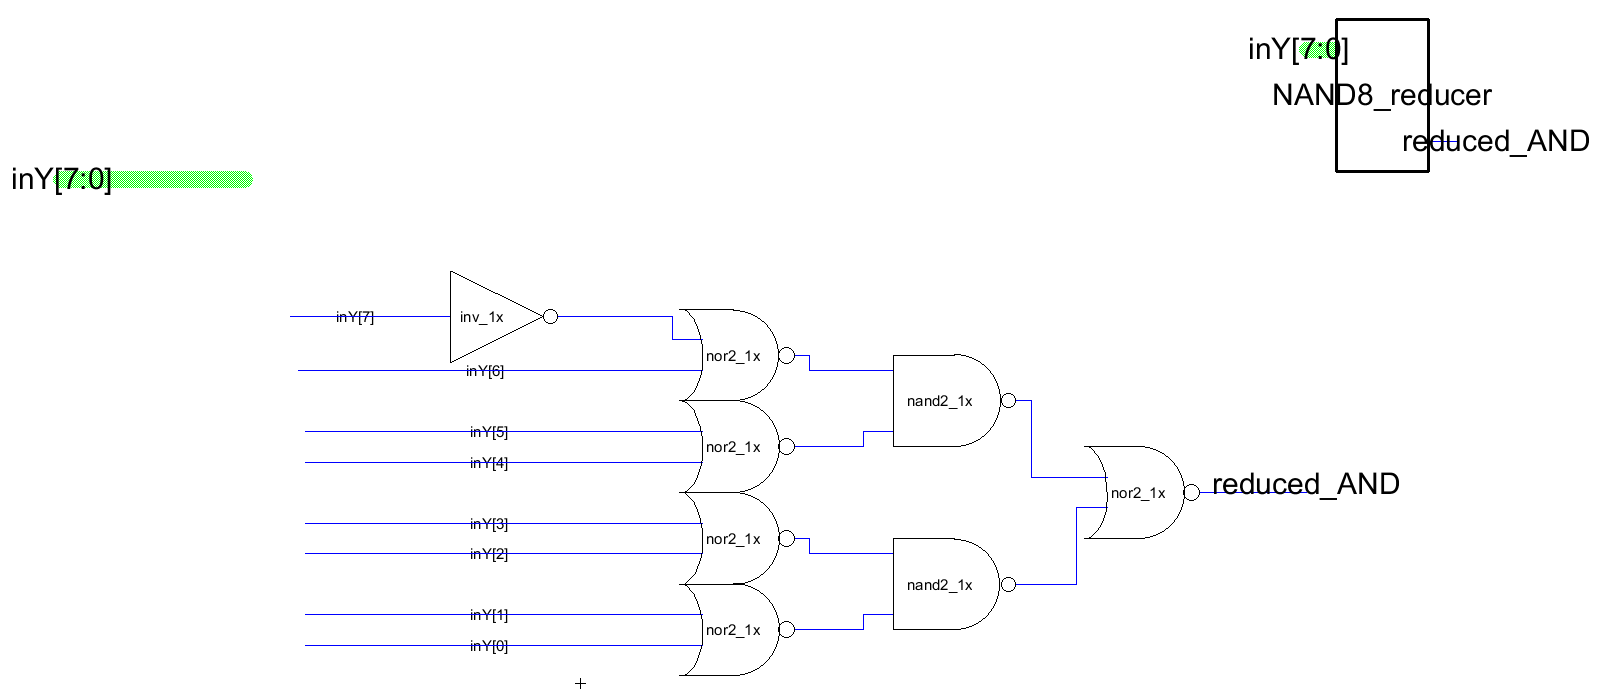 inY[7:0]
NAND8_reducer
reduced_AND
inY[7:0]
inY[7]
inv_1x
inY[6]
nor2_1x
inY[5]
inY[4]
nor2_1x
nand2_1x
inY[3]
inY[2]
nor2_1x
inY[1]
inY[0]
nor2_1x
nand2_1x
nor2_1x
reduced_AND